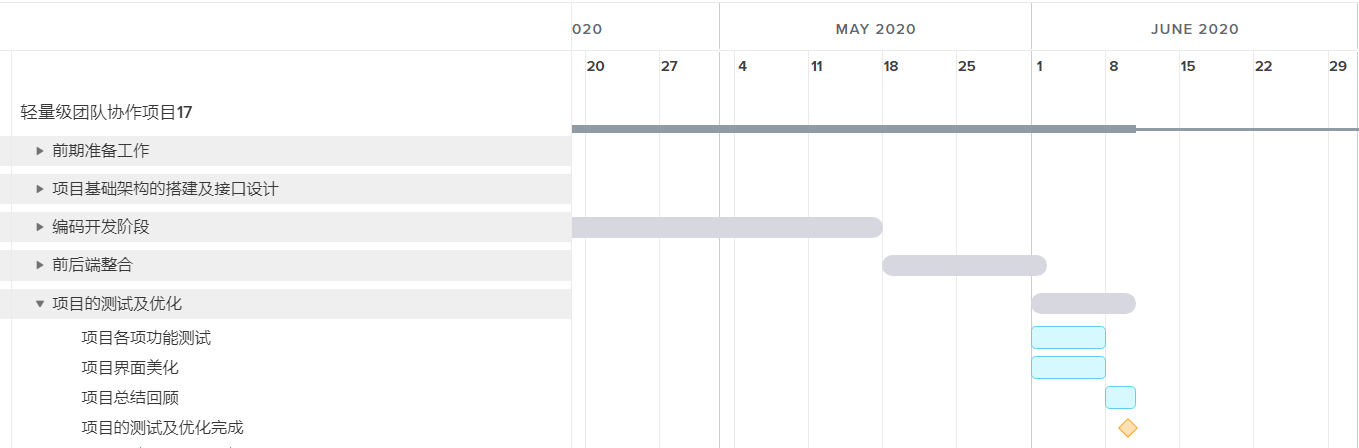 020 MAY 2020 JUNE 2020
20 27 4 11 18 25 1 8 15 22 29
轻量级团队协作项目17
前期准备工作
项目基础架构的搭建及接口设计
编码开发阶段
前后端整合
项目的测试及优化
项目各项功能测试
项目界面美化
项目总结回顾
项目的测试及优化完成